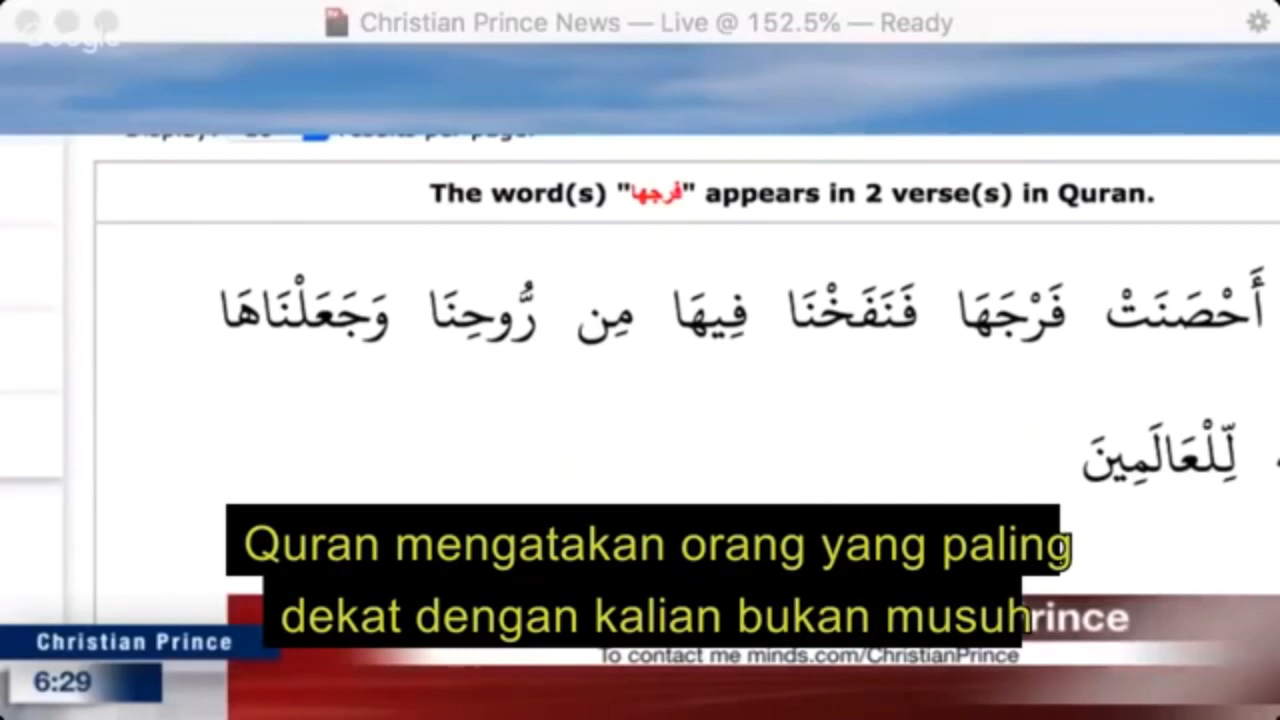 Christian Prince News — Live @ 152.5% — Ready
Google
The word(s) "فرجها" appears in 2 verse(s) in Quran.
أَحْصَنَتْ فَرْجَهَا فَنَفَخْنَا فِيهَا مِن رُّوحِنَا وَجَعَلْنَاهَا
لِّلْعَالَمِينَ
Quran mengatakan orang yang paling
dekat dengan kalian bukan musuh
rince
Christian Prince
To contact me minds.com/ChristianPrince
6:29